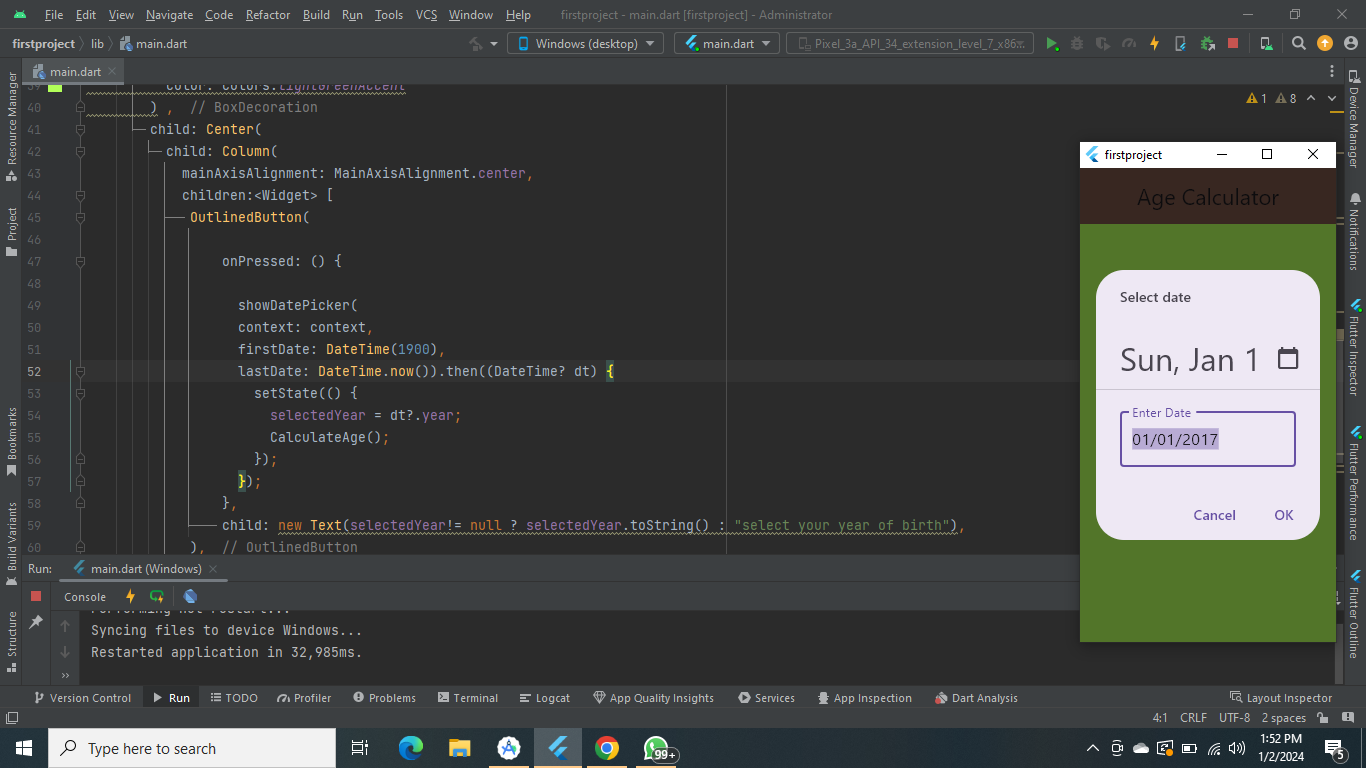 File Edit View Navigate Code Refactor Build Run Tools VCS Window Help firstproject - main.dart [firstproject] - Administrator
firstproject lib main.dart Windows (desktop) main.dart Pixel_3a_API_34_extension_level_7_x86
main.dart
39 color: Colors.lightGreenAccent
40 ) , // BoxDecoration
1 8
41 child: Center(
42 child: Column(
43 mainAxisAlignment: MainAxisAlignment.center,
44 children:<Widget> [
45 OutlinedButton(
46
47 onPressed: () {
48
49 showDatePicker(
50 context: context,
51 firstDate: DateTime(1900),
52 lastDate: DateTime.now()).then((DateTime? dt) {
53 setState(() {
54 selectedYear = dt?.year;
55 CalculateAge();
56 });
57 });
58 },
59 child: new Text(selectedYear!= null ? selectedYear.toString() : "select your year of birth"),
60 ), // OutlinedButton
firstproject
Age Calculator
Select date
Sun, Jan 1
Enter Date
01/01/2017
Cancel OK
Resource Manager
Project
Bookmarks
Build Variants
Structure
Device Manager
Notifications
Flutter Inspector
Flutter Performance
Flutter Outline
Run: main.dart (Windows)
Console
Performing hot restart...
Syncing files to device Windows...
Restarted application in 32,985ms.
Version Control Run TODO Profiler Problems Terminal Logcat App Quality Insights Services App Inspection Dart Analysis Layout Inspector
4:1 CRLF UTF-8 2 spaces
Type here to search
99+
1:52 PM
1/2/2024
5